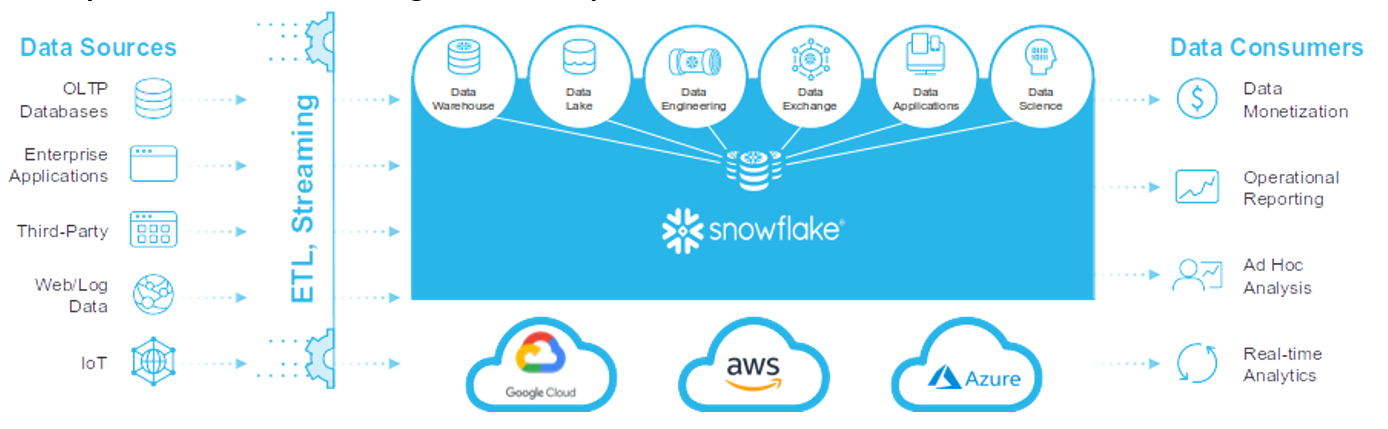 Data Sources
OLTP
Databases
Enterprise
Applications
Third-Party
Web/Log
Data
IoT
ETL, Streaming
Data
Warehouse
Data
Lake
Data
Engineering
Data
Exchange
Data
Applications
Data
Science
snowflake®
Google Cloud
aws
Azure
Data Consumers
Data
Monetization
Operational
Reporting
Ad Hoc
Analysis
Real-time
Analytics